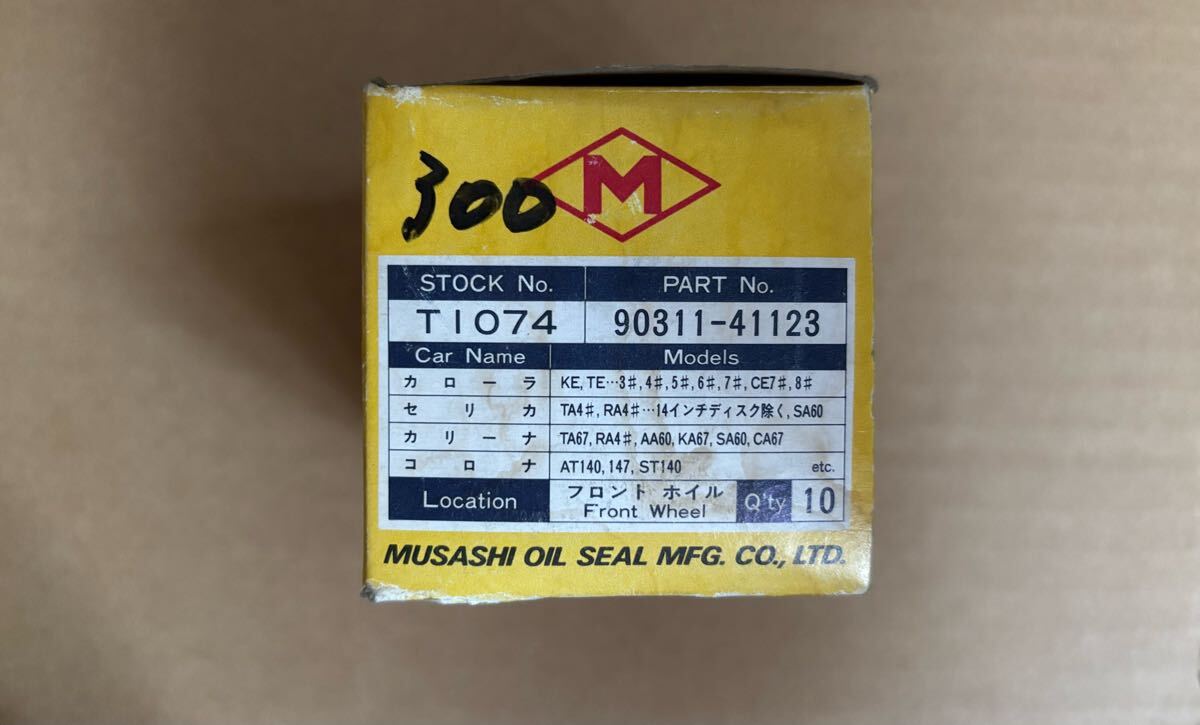 M
300
STOCK No. PART No.
T1074 90311-41123
Car Name Models
カローラ KE, TE…3♯, 4♯, 5♯, 6♯, 7♯, CE7♯, 8♯
セリカ TA4♯, RA4♯…14インチディスク除く, SA60
カリーナ TA67, RA4♯, AA60, KA67, SA60, CA67
コロナ AT140, 147, ST140 etc.
Location フロント ホイル Front Wheel Q'ty 10
MUSASHI OIL SEAL MFG. CO., LTD.